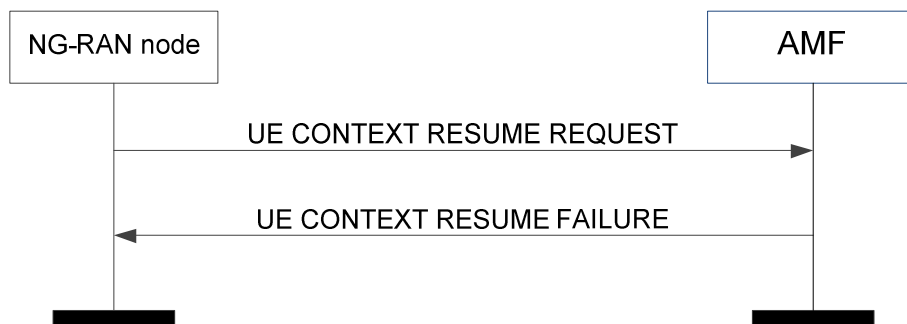 NG-RAN node
AMF
UE CONTEXT RESUME REQUEST
UE CONTEXT RESUME FAILURE